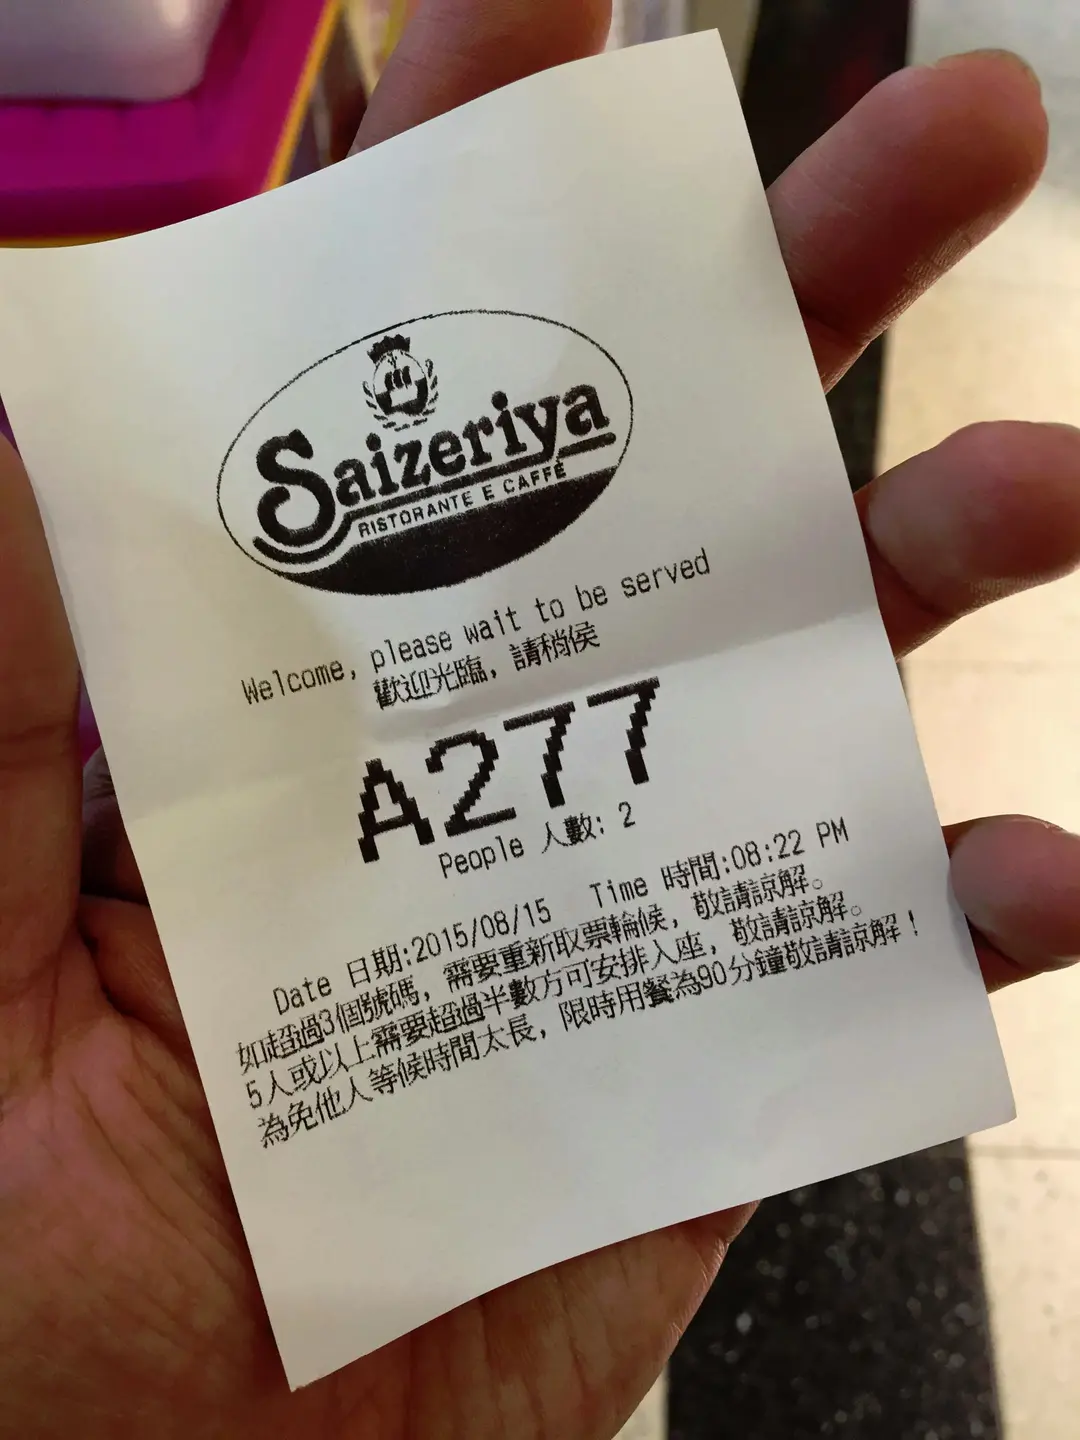 Saizeriya
RISTORANTE E CAFFÈ
Welcome, please wait to be served
歡迎光臨, 請稍侯
A277
People 人數: 2
Date 日期:2015/08/15 Time 時間:08:22 PM
如超過3個號碼, 需要重新取票輪候, 敬請諒解。
5人或以上需要超過半數方可安排入座, 敬請諒解。
為免他人等候時間太長, 限時用餐為90分鐘敬請諒解!